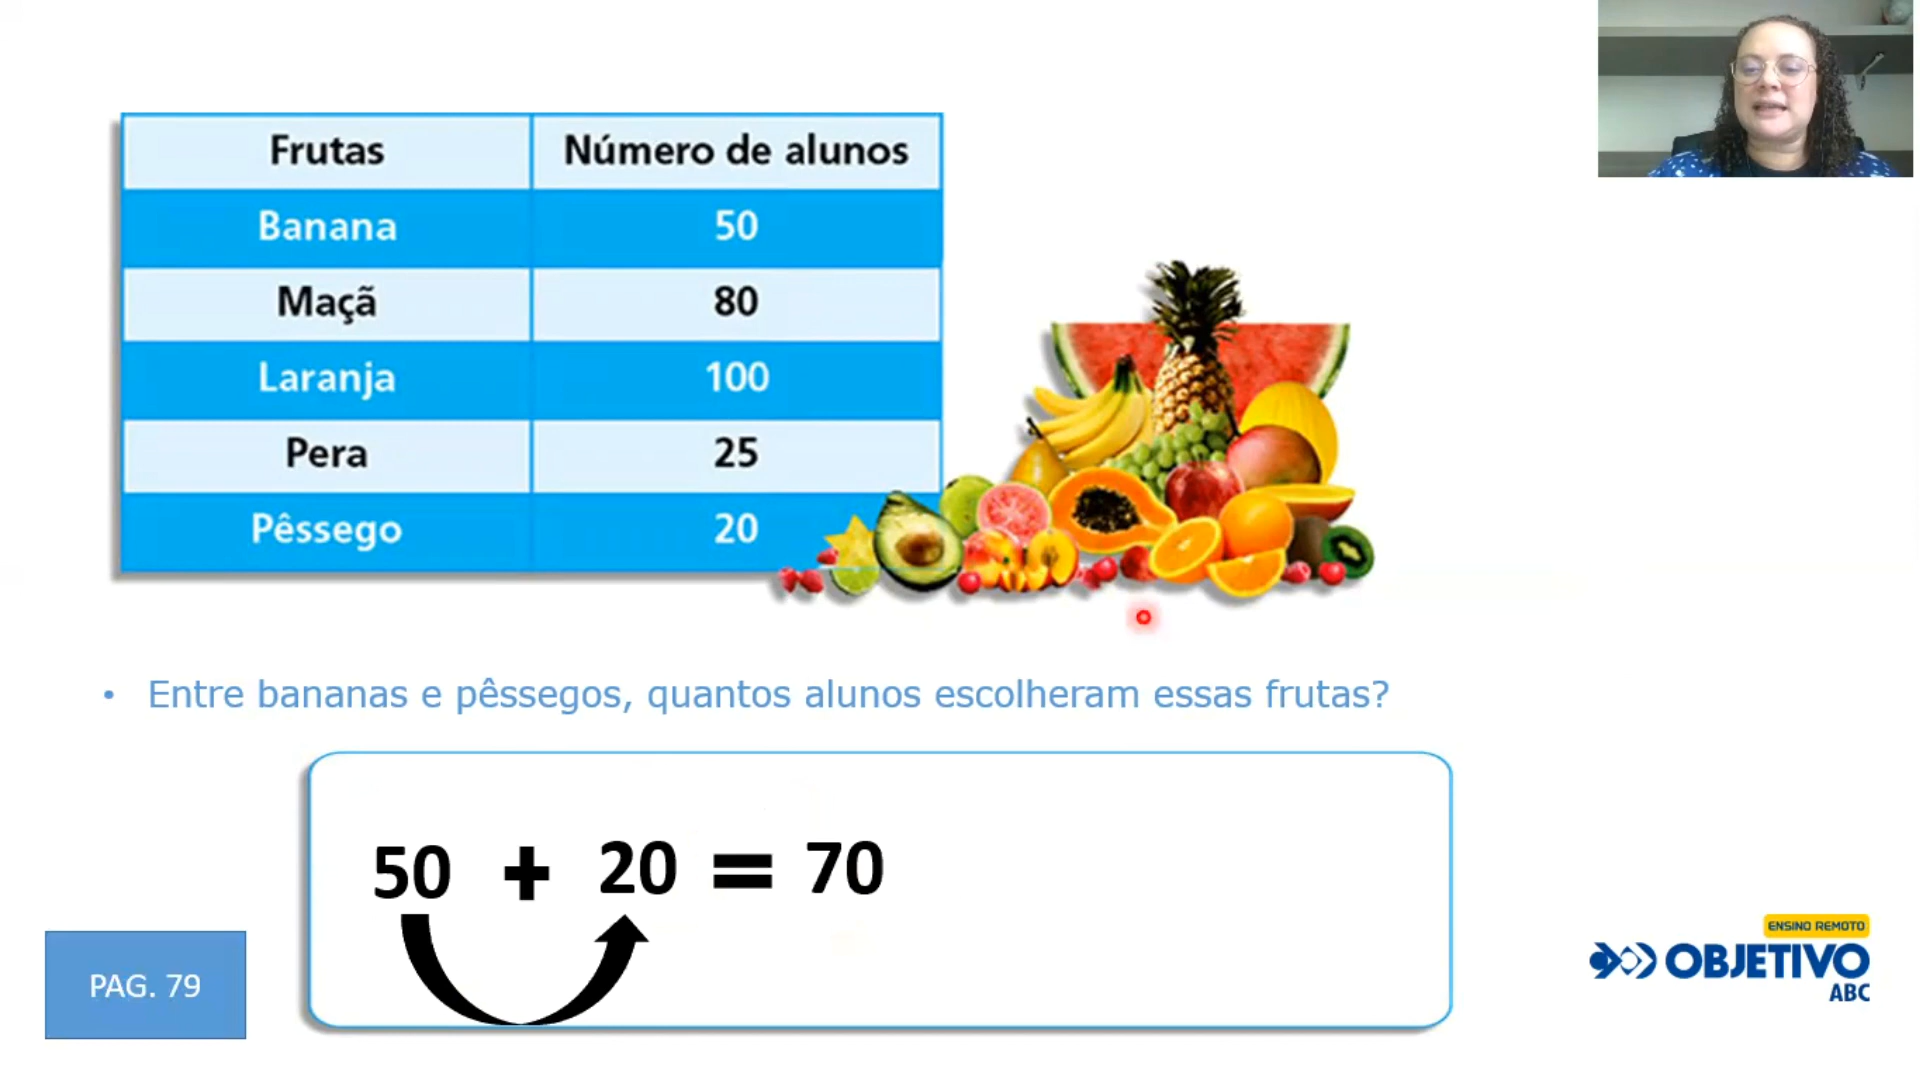 Frutas Número de alunos
Banana 50
Maçã 80
Laranja 100
Pera 25
Pêssego 20
• Entre bananas e pêssegos, quantos alunos escolheram essas frutas?
50 + 20 = 70
PAG. 79
ENSINO REMOTO
OBJETIVO
ABC